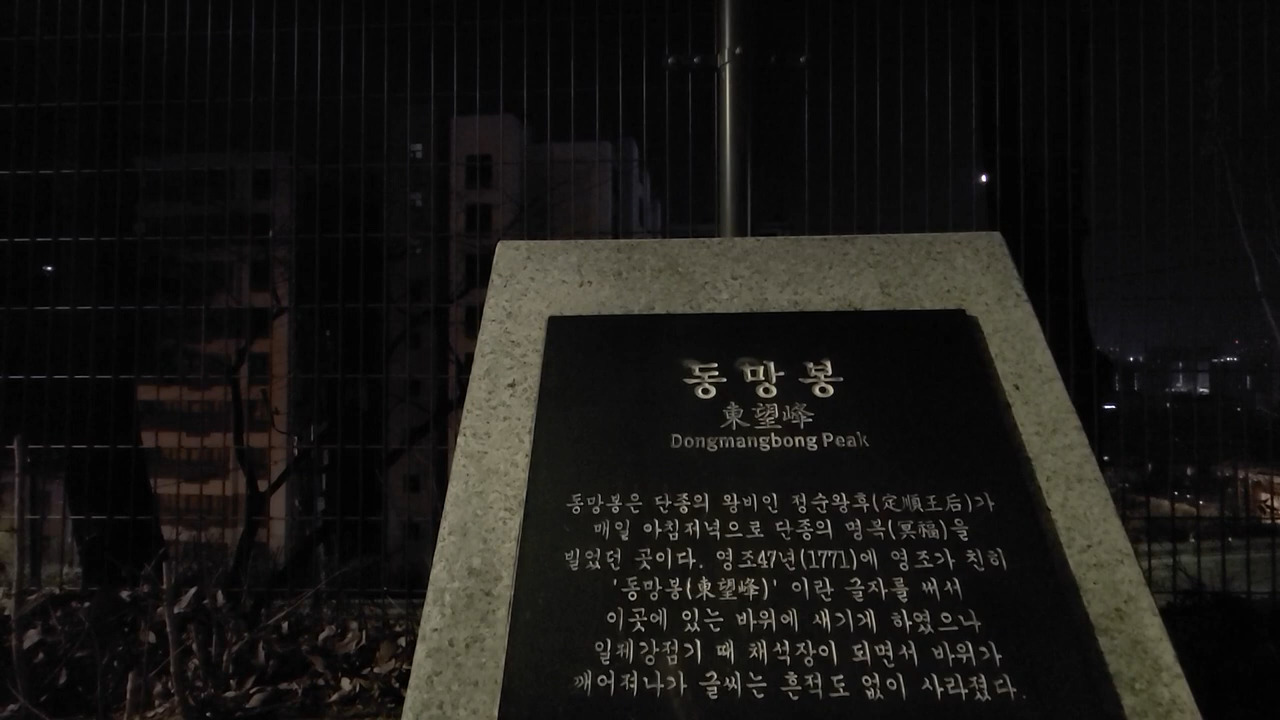 동망봉
東望峰
Dongmangbong Peak
동망봉은 단종의 왕비인 정순왕후(定順王后)가
매일 아침저녁으로 단종의 명복(冥福)을
빌었던 곳이다. 영조47년(1771)에 영조가 친히
'동망봉(東望峰)' 이란 글자를 써서
이곳에 있는 바위에 새기게 하였으나
일제강점기 때 채석장이 되면서 바위가
깨어져나가 글씨는 흔적도 없이 사라졌다.